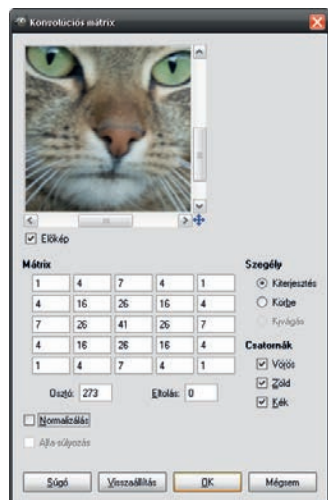 Konvolúciós mátrix
Előkép
Mátrix
1 4 7 4 1
4 16 26 16 4
7 26 41 26 7
4 16 26 16 4
1 4 7 4 1
Osztó: 273 Eltolás: 0
Normalizálás
Alfa-súlyozás
Szegély
Kiterjesztés
Körbe
Kivágás
Csatornák
Vörös
Zöld
Kék
Súgó Visszaállítás OK Mégsem